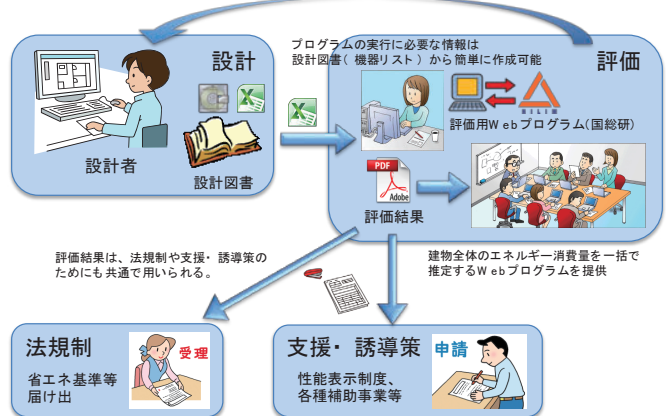 プログラムの実行に必要な情報は
設計図書(機器リスト)から簡単に作成可能
設計
評価
評価用Webプログラム(国総研)
設計者
設計図書
PDF
Adobe
評価結果
評価結果は、法規制や支援・誘導策の
ためにも共通で用いられる。
建物全体のエネルギー消費量を一括で
推定するWebプログラムを提供
法規制
受理
省エネ基準等
届け出
支援・誘導策
申請
性能表示制度、
各種補助事業等